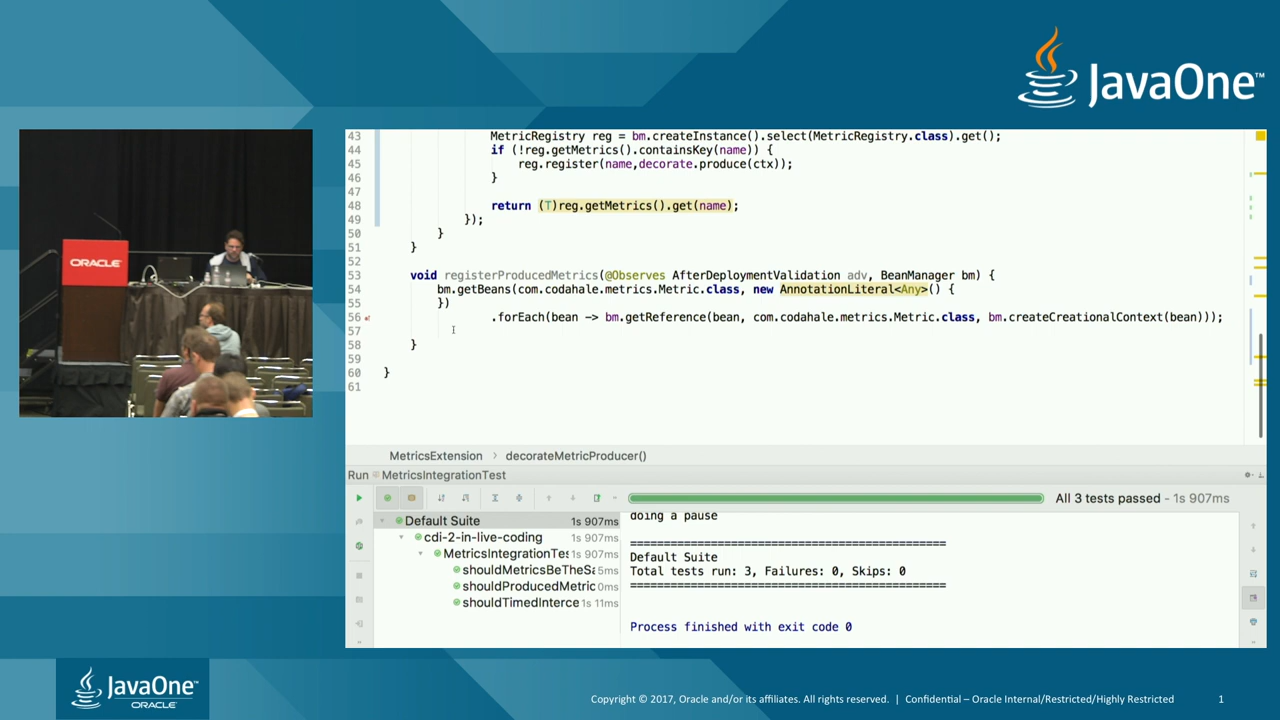 JavaOne™
ORACLE
43 MetricRegistry reg = bm.createInstance().select(MetricRegistry.class).get();
44 if (!reg.getMetrics().containsKey(name)) {
45 reg.register(name,decorate.produce(ctx));
46 }
47
48 return (T)reg.getMetrics().get(name);
49 });
50 }
51 }
52
53 void registerProducedMetrics(@Observes AfterDeploymentValidation adv, BeanManager bm) {
54 bm.getBeans(com.codahale.metrics.Metric.class, new AnnotationLiteral<Any>() {
55 })
56 .forEach(bean -> bm.getReference(bean, com.codahale.metrics.Metric.class, bm.createCreationalContext(bean)));
57
58 }
59
60 }
61
MetricsExtension > decorateMetricProducer()
Run MetricsIntegrationTest
All 3 tests passed - 1s 907ms
Default Suite 1s 907ms
cdi-2-in-live-coding 1s 907ms
MetricsIntegrationTes 1s 907ms
shouldMetricsBeTheSa 5ms
shouldProducedMetric 0ms
shouldTimedInterce 1s 11ms
doing a pause
===============================================
Default Suite
Total tests run: 3, Failures: 0, Skips: 0
===============================================
Process finished with exit code 0
JavaOne™
ORACLE
Copyright © 2017, Oracle and/or its affiliates. All rights reserved. | Confidential – Oracle Internal/Restricted/Highly Restricted 1